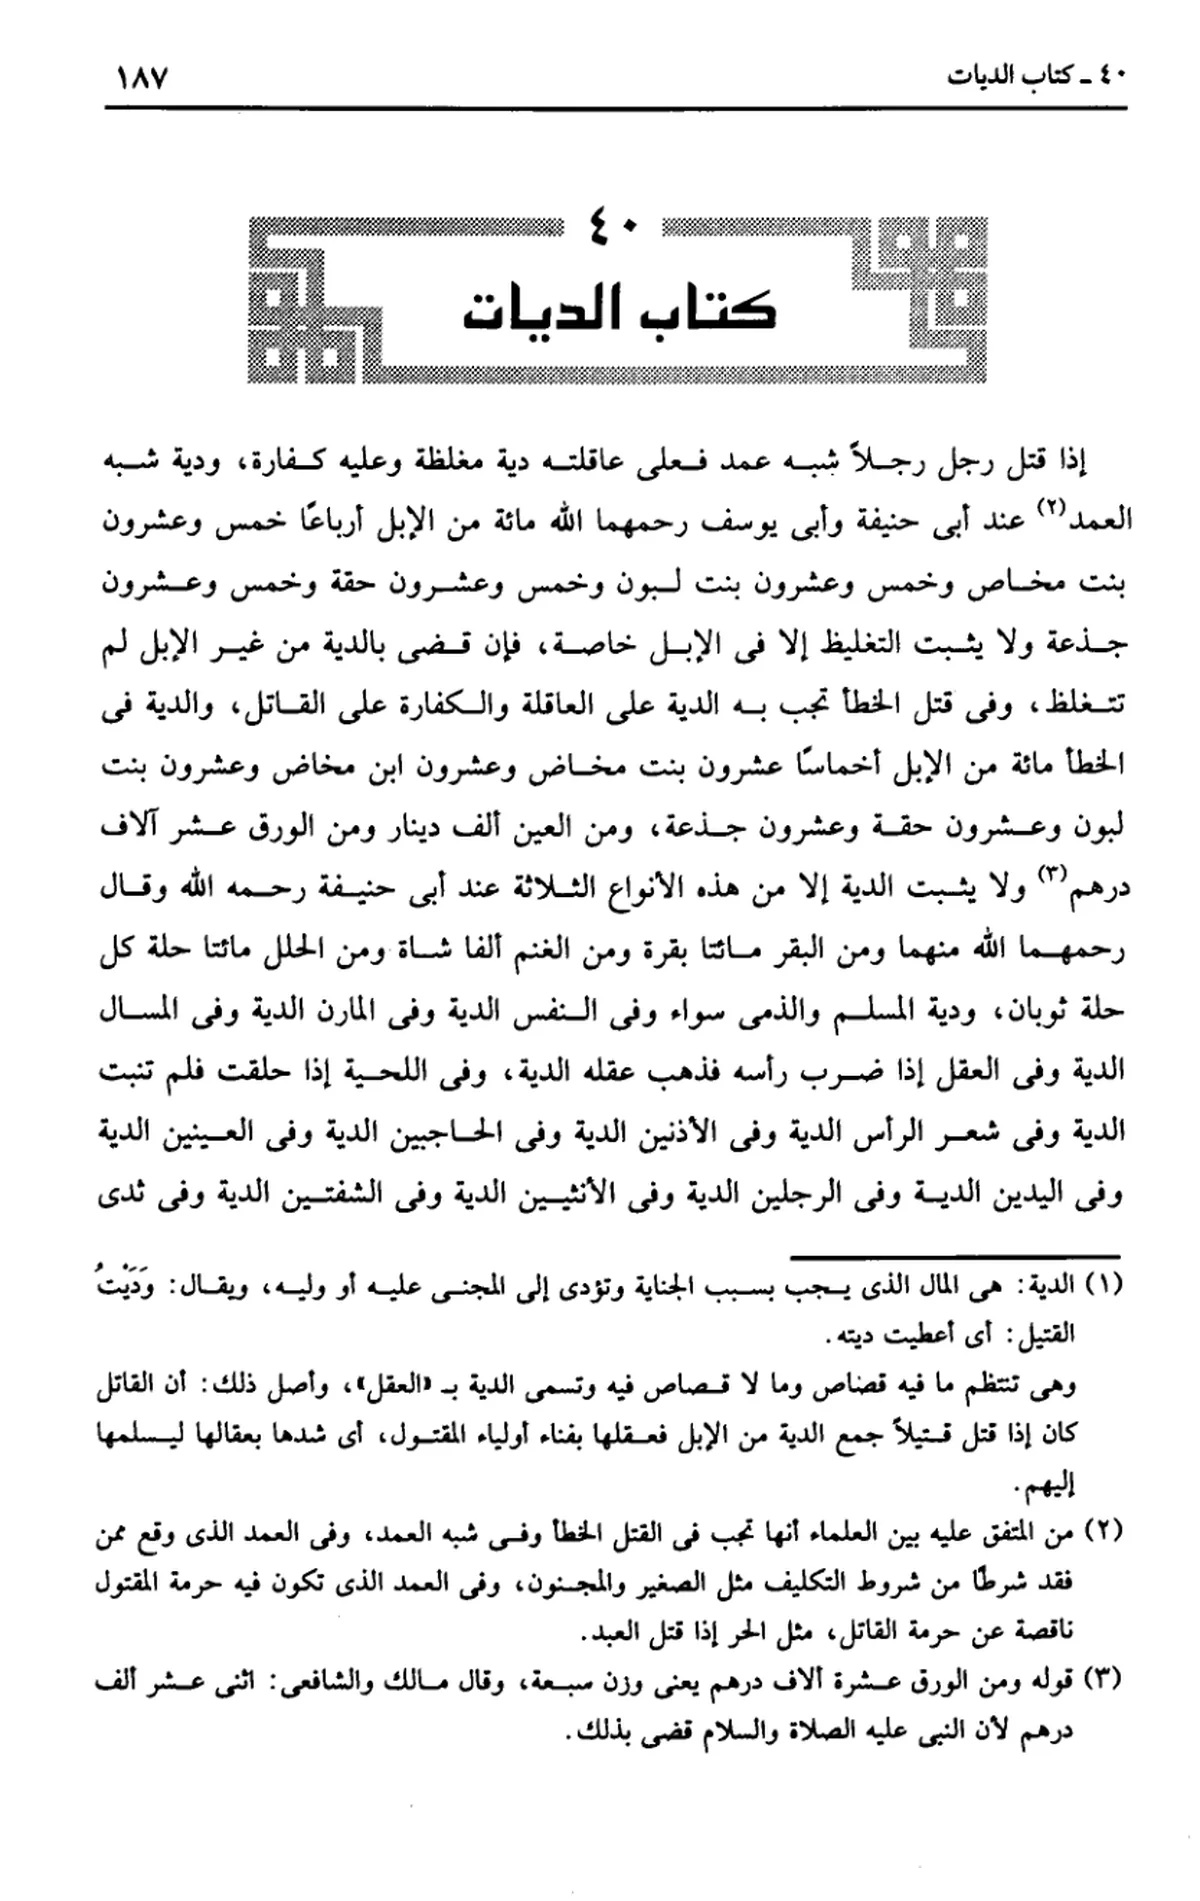 ٤٠ ـ كتاب الديات
١٨٧
٤٠
كتاب الديات
إذا قتل رجل رجلاً شبه عمد فعلى عاقلته دية مغلظة وعليه كفارة، ودية شبه
العمد(٢) عند أبى حنيفة وأبى يوسف رحمهما الله مائة من الإبل أرباعًا خمس وعشرون
بنت مخاص وخمس وعشرون بنت لبون وخمس وعشرون حقة وخمس وعشرون
جذعة ولا يثبت التغليظ إلا فى الإبل خاصة، فإن قضى بالدية من غير الإبل لم
تتغلظ، وفى قتل الخطأ تجب به الدية على العاقلة والكفارة على القاتل، والدية فى
الخطأ مائة من الإبل أخماسًا عشرون بنت مخاض وعشرون ابن مخاض وعشرون بنت
لبون وعشرون حقة وعشرون جذعة، ومن العين ألف دينار ومن الورق عشر آلاف
درهم(٣) ولا يثبت الدية إلا من هذه الأنواع الثلاثة عند أبى حنيفة رحمه الله وقال
رحمهما الله منهما ومن البقر مائتا بقرة ومن الغنم ألفا شاة ومن الحلل مائتا حلة كل
حلة ثوبان، ودية المسلم والذمى سواء وفى النفس الدية وفى المارن الدية وفى المسال
الدية وفى العقل إذا ضرب رأسه فذهب عقله الدية، وفى اللحية إذا حلقت فلم تنبت
الدية وفى شعر الرأس الدية وفى الأذنين الدية وفى الحاجبين الدية وفى العينين الدية
وفى اليدين الدية وفى الرجلين الدية وفى الأنثيين الدية وفى الشفتين الدية وفى ثدى
(١) الدية: هى المال الذى يجب بسبب الجناية وتؤدى إلى المجنى عليه أو وليه، ويقال: وَدَيْتُ
القتيل: أى أعطيت ديته.
وهى تنتظم ما فيه قصاص وما لا قصاص فيه وتسمى الدية بـ «العقل»، وأصل ذلك: أن القاتل
كان إذا قتل قتيلاً جمع الدية من الإبل فعقلها بفناء أولياء المقتول، أى شدها بعقالها ليسلمها
إليهم.
(٢) من المتفق عليه بين العلماء أنها تجب فى القتل الخطأ وفى شبه العمد، وفى العمد الذى وقع ممن
فقد شرطًا من شروط التكليف مثل الصغير والمجنون، وفى العمد الذى تكون فيه حرمة المقتول
ناقصة عن حرمة القاتل، مثل الحر إذا قتل العبد.
(٣) قوله ومن الورق عشرة آلاف درهم يعنى وزن سبعة، وقال مالك والشافعى: اثنى عشر ألف
درهم لأن النبى عليه الصلاة والسلام قضى بذلك.